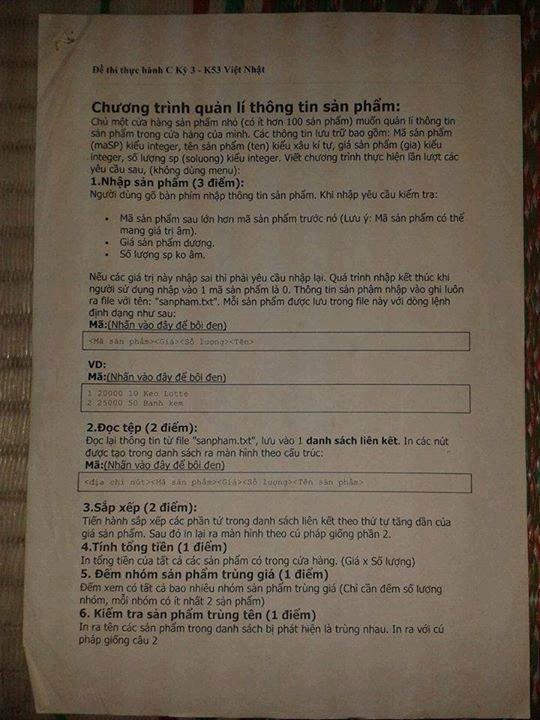 Đề thi thực hành C Kỳ 3 - K53 Việt Nhật
Chương trình quản lí thông tin sản phẩm:
Chủ một cửa hàng sản phẩm nhỏ (có ít hơn 100 sản phẩm) muốn quản lí thông tin
sản phẩm trong cửa hàng của mình. Các thông tin lưu trữ bao gồm: Mã sản phẩm
(maSP) kiểu integer, tên sản phẩm (ten) kiểu xâu kí tự, giá sản phẩm (gia) kiểu
integer, số lượng sp (soluong) kiểu integer. Viết chương trình thực hiện lần lượt các
yêu cầu sau, (không dùng menu):
1.Nhập sản phẩm (3 điểm):
Người dùng gõ bàn phím nhập thông tin sản phẩm. Khi nhập yêu cầu kiểm tra:
• Mã sản phẩm sau lớn hơn mã sản phẩm trước nó (Lưu ý: Mã sản phẩm có thể
mang giá trị âm).
• Giá sản phẩm dương.
• Số lượng sp ko âm.
Nếu các giá trị này nhập sai thì phải yêu cầu nhập lại. Quá trình nhập kết thúc khi
người sử dụng nhập vào 1 mã sản phẩm là 0. Thông tin sản phẩm nhập vào ghi luôn
ra file với tên: "sanpham.txt". Mỗi sản phẩm được lưu trong file này với dòng lệnh
định dạng như sau:
Mã:(Nhấn vào đây để bôi đen)
<Mã sản phẩm><Giá><Số lượng><Tên>
VD:
Mã:(Nhấn vào đây để bôi đen)
1 20000 10 Keo Lotte
2 25000 50 Banh kem
2.Đọc tệp (2 điểm):
Đọc lại thông tin từ file "sanpham.txt", lưu vào 1 danh sách liên kết. In các nút
được tạo trong danh sách ra màn hình theo cấu trúc:
Mã:(Nhấn vào đây để bôi đen)
<địa chỉ nút><Mã sản phẩm><Giá><Số lượng><Tên sản phẩm>
3.Sắp xếp (2 điểm):
Tiến hành sắp xếp các phần tử trong danh sách liên kết theo thứ tự tăng dần của
giá sản phẩm. Sau đó in lại ra màn hình theo cú pháp giống phần 2.
4.Tính tổng tiền (1 điểm)
In tổng tiền của tất cả các sản phẩm có trong cửa hàng. (Giá x Số lượng)
5. Đếm nhóm sản phẩm trùng giá (1 điểm)
Đếm xem có tất cả bao nhiêu nhóm sản phẩm trùng giá (Chỉ cần đếm số lượng
nhóm, mỗi nhóm có ít nhất 2 sản phẩm)
6. Kiểm tra sản phẩm trùng tên (1 điểm)
In ra tên các sản phẩm trong danh sách bị phát hiện là trùng nhau. In ra với cú
pháp giống câu 2